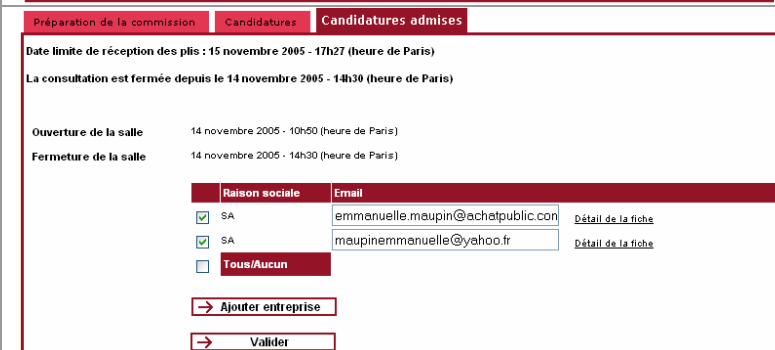 Préparation de la commission Candidatures Candidatures admises
Date limite de réception des plis : 15 novembre 2005 - 17h27 (heure de Paris)
La consultation est fermée depuis le 14 novembre 2005 - 14h30 (heure de Paris)
Ouverture de la salle 14 novembre 2005 - 10h50 (heure de Paris)
Fermeture de la salle 14 novembre 2005 - 14h30 (heure de Paris)
Raison sociale Email
SA emmanuelle.maupin@achatpublic.con Détail de la fiche
SA maupinemmanuelle@yahoo.fr Détail de la fiche
Tous/Aucun
Ajouter entreprise
Valider